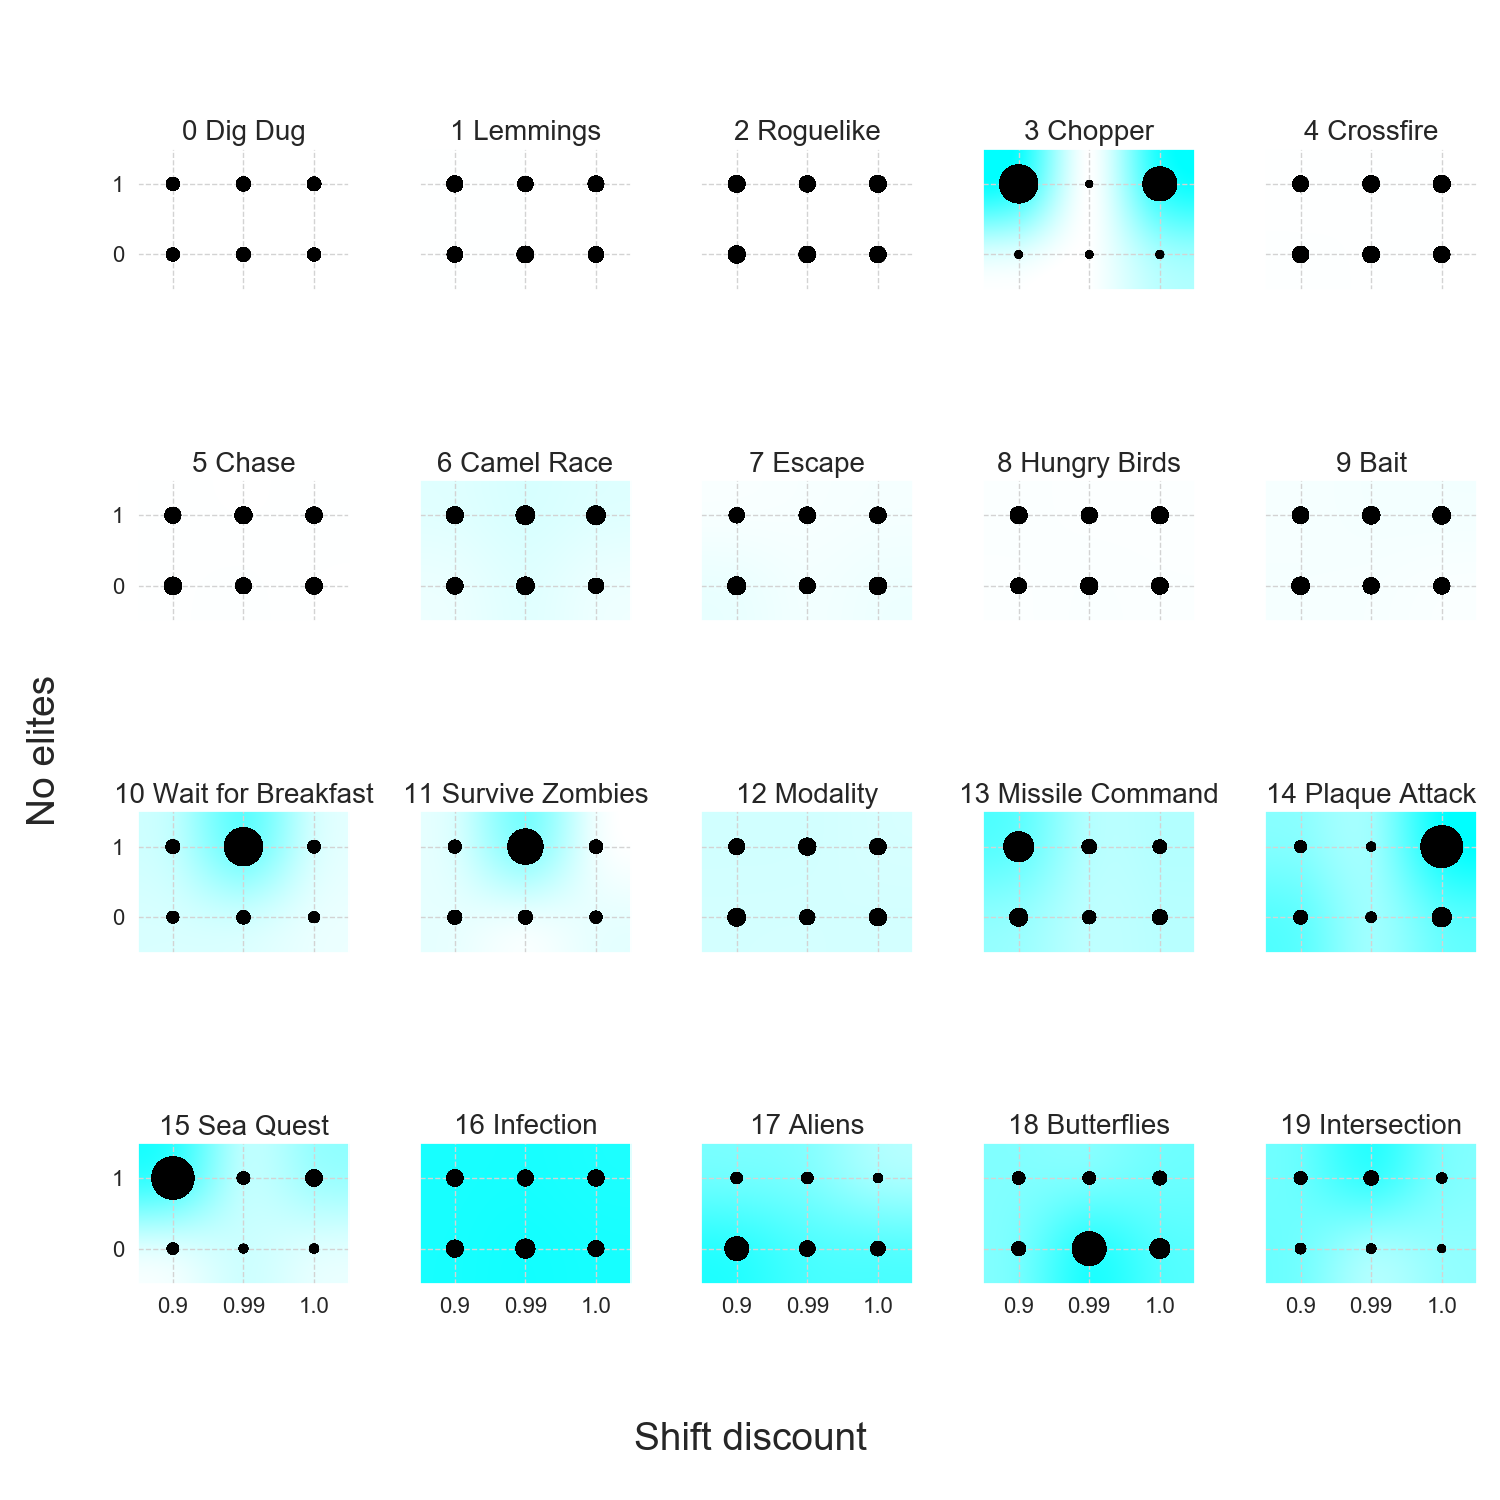 0 Dig Dug 1 Lemmings 2 Roguelike 3 Chopper 4 Crossfire
1
0
5 Chase 6 Camel Race 7 Escape 8 Hungry Birds 9 Bait
1
0
No elites
10 Wait for Breakfast 11 Survive Zombies 12 Modality 13 Missile Command 14 Plaque Attack
1
0
15 Sea Quest 16 Infection 17 Aliens 18 Butterflies 19 Intersection
1
0
0.9 0.99 1.0 0.9 0.99 1.0 0.9 0.99 1.0 0.9 0.99 1.0 0.9 0.99 1.0
Shift discount